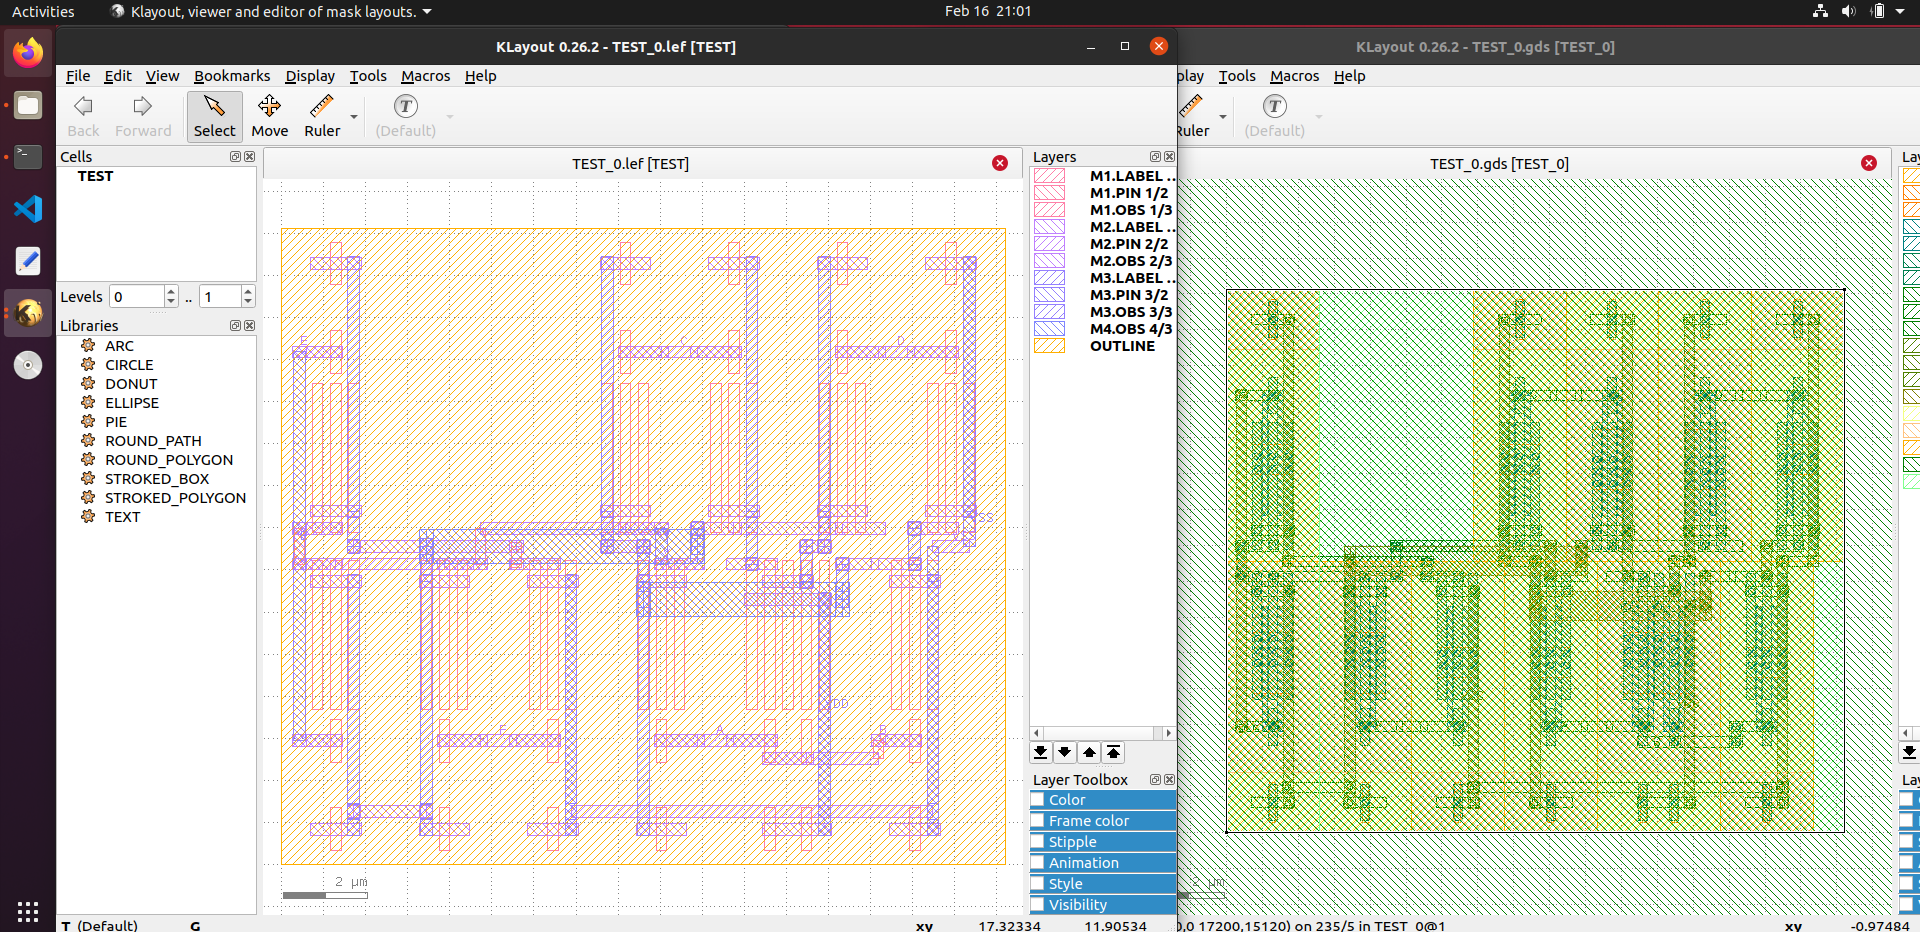 Activities
Klayout, viewer and editor of mask layouts.
Feb 16 21:01
KLayout 0.26.2 - TEST_0.lef [TEST]
KLayout 0.26.2 - TEST_0.gds [TEST_0]
File Edit View Bookmarks Display Tools Macros Help
play Tools Macros Help
T
T
Back Forward Select Move Ruler (Default)
Ruler (Default)
Cells
TEST_0.lef [TEST]
Layers
TEST_0.gds [TEST_0]
TEST
M1.LABEL ..
M1.PIN 1/2
M1.OBS 1/3
M2.LABEL ..
M2.PIN 2/2
M2.OBS 2/3
M3.LABEL ..
M3.PIN 3/2
M3.OBS 3/3
M4.OBS 4/3
OUTLINE
Levels 0 .. 1
Libraries
ARC
CIRCLE
DONUT
ELLIPSE
PIE
ROUND_PATH
ROUND_POLYGON
STROKED_BOX
STROKED_POLYGON
TEXT
C
D
A
2 µm
2 µm
Layer Toolbox
Color
Frame color
Stipple
Animation
Style
Visibility
T (Default) G xy 17.32334 11.90534
0,0 17200,15120) on 235/5 in TEST_0@1 xy -0.97484